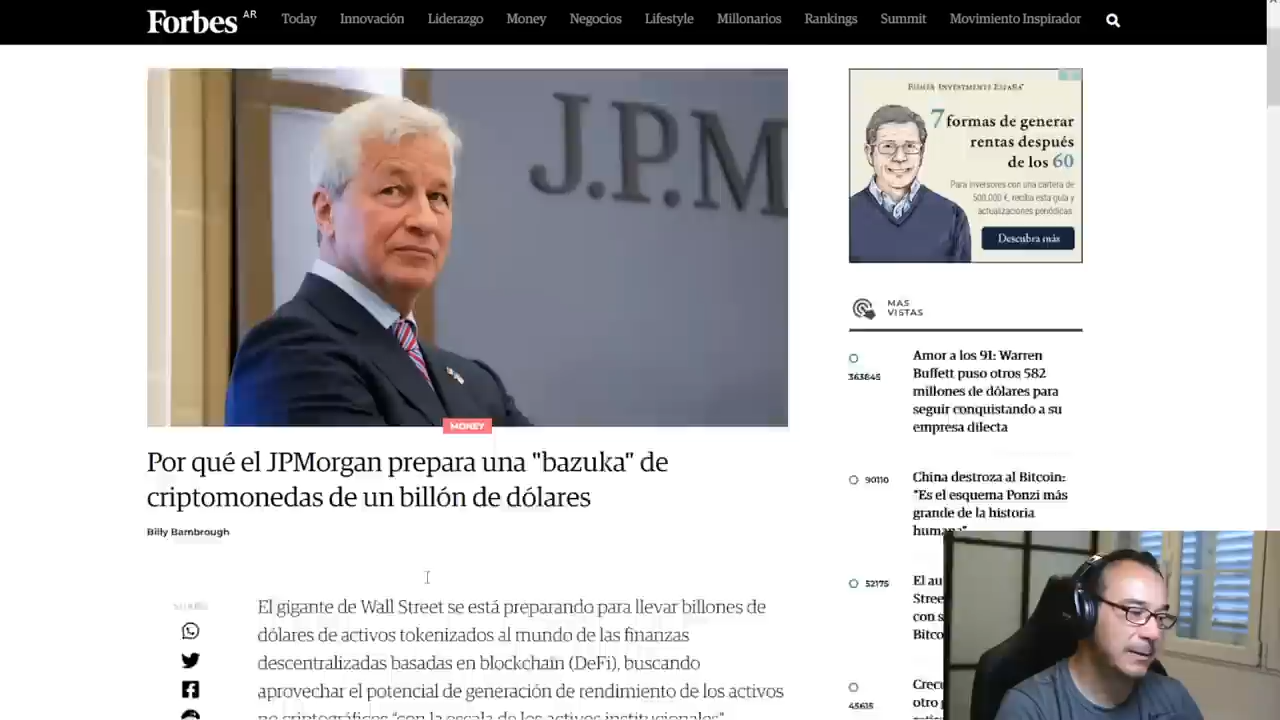 Forbes AR
Today Innovación Liderazgo Money Negocios Lifestyle Millonarios Rankings Summit Movimiento Inspirador
J.P.M
MONEY
Por qué el JPMorgan prepara una "bazuka" de
criptomonedas de un billón de dólares
Billy Bambrough
SHARE
El gigante de Wall Street se está preparando para llevar billones de
dólares de activos tokenizados al mundo de las finanzas
descentralizadas basadas en blockchain (DeFi), buscando
aprovechar el potencial de generación de rendimiento de los activos
no criptográficos "con la escala de los activos institucionales"
FISHER INVESTMENTS ESPAÑA
7 formas de generar
rentas después
de los 60
Para inversores con una cartera de
500.000 €, reciba esta guía y
actualizaciones periódicas.
Descubra más
MAS
VISTAS
363845
Amor a los 91: Warren
Buffett puso otros 582
millones de dólares para
seguir conquistando a su
empresa dilecta
90110
China destroza al Bitcoin:
"Es el esquema Ponzi más
grande de la historia
humana"
52175
El au
Stree
con s
Bitco
45615
Crece
otro